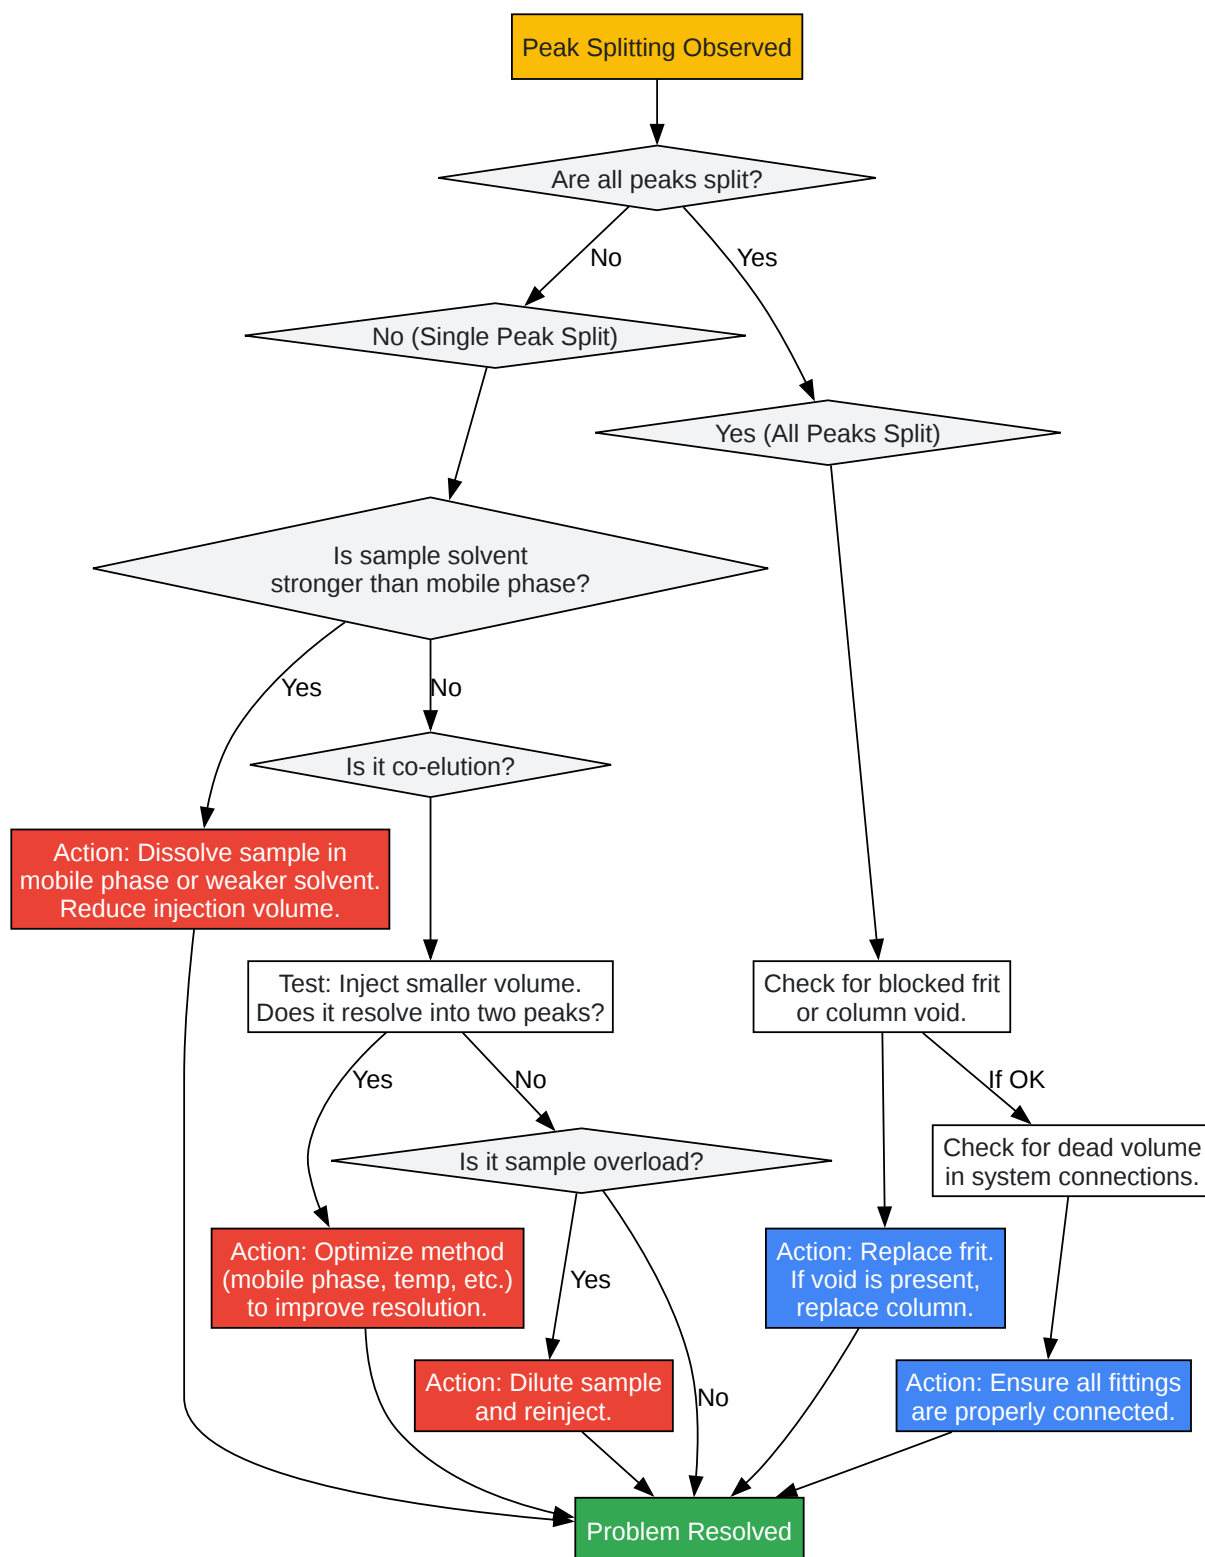 Peak Splitting Observed
Are all peaks split?
No
Yes
No (Single Peak Split)
Yes (All Peaks Split)
Is sample solvent
stronger than mobile phase?
Yes
No
Is it co-elution?
Action: Dissolve sample in
mobile phase or weaker solvent.
Reduce injection volume.
Test: Inject smaller volume.
Does it resolve into two peaks?
Check for blocked frit
or column void.
Yes
No
If OK
Is it sample overload?
Check for dead volume
in system connections.
Action: Optimize method
(mobile phase, temp, etc.)
to improve resolution.
Yes
Action: Replace frit.
If void is present,
replace column.
Action: Dilute sample
and reinject.
No
Action: Ensure all fittings
are properly connected.
Problem Resolved